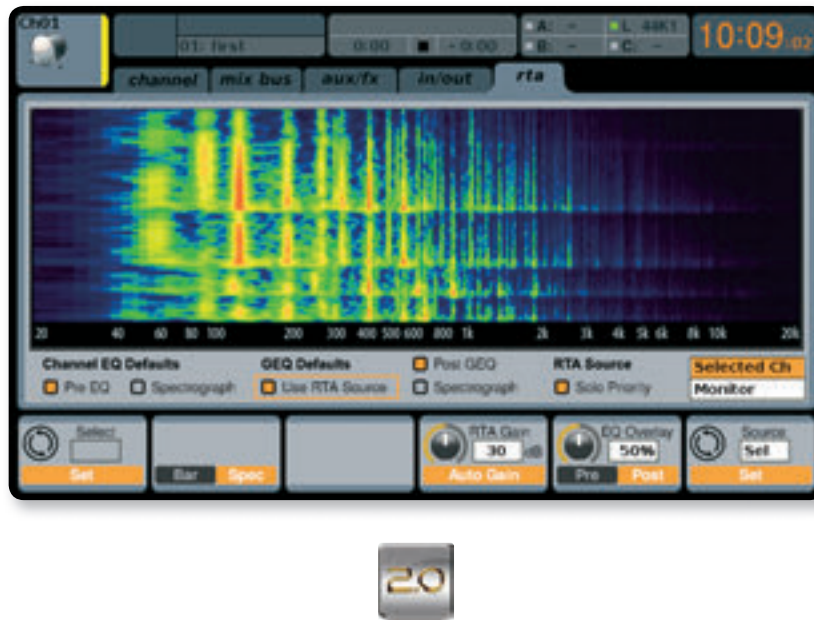 Ch01
01: first
0:00
- 0:00
A: -
L 48K1
B: -
C: -
10:09:02
channel
mix bus
aux/fx
in/out
rta
20 40 60 80 100 200 300 400 500 600 800 1k 2k 3k 4k 5k 6k 8k 10k 20k
Channel EQ Defaults
GEQ Defaults
Post GEQ
RTA Source
Selected Ch
Pre EQ
Spectrograph
Use RTA Source
Spectrograph
Solo Priority
Monitor
Select
Set
Bar
Spec
RTA Gain
30 dB
Auto Gain
EQ Overlay
50%
Pre
Post
Source
Sel
Set
2.0